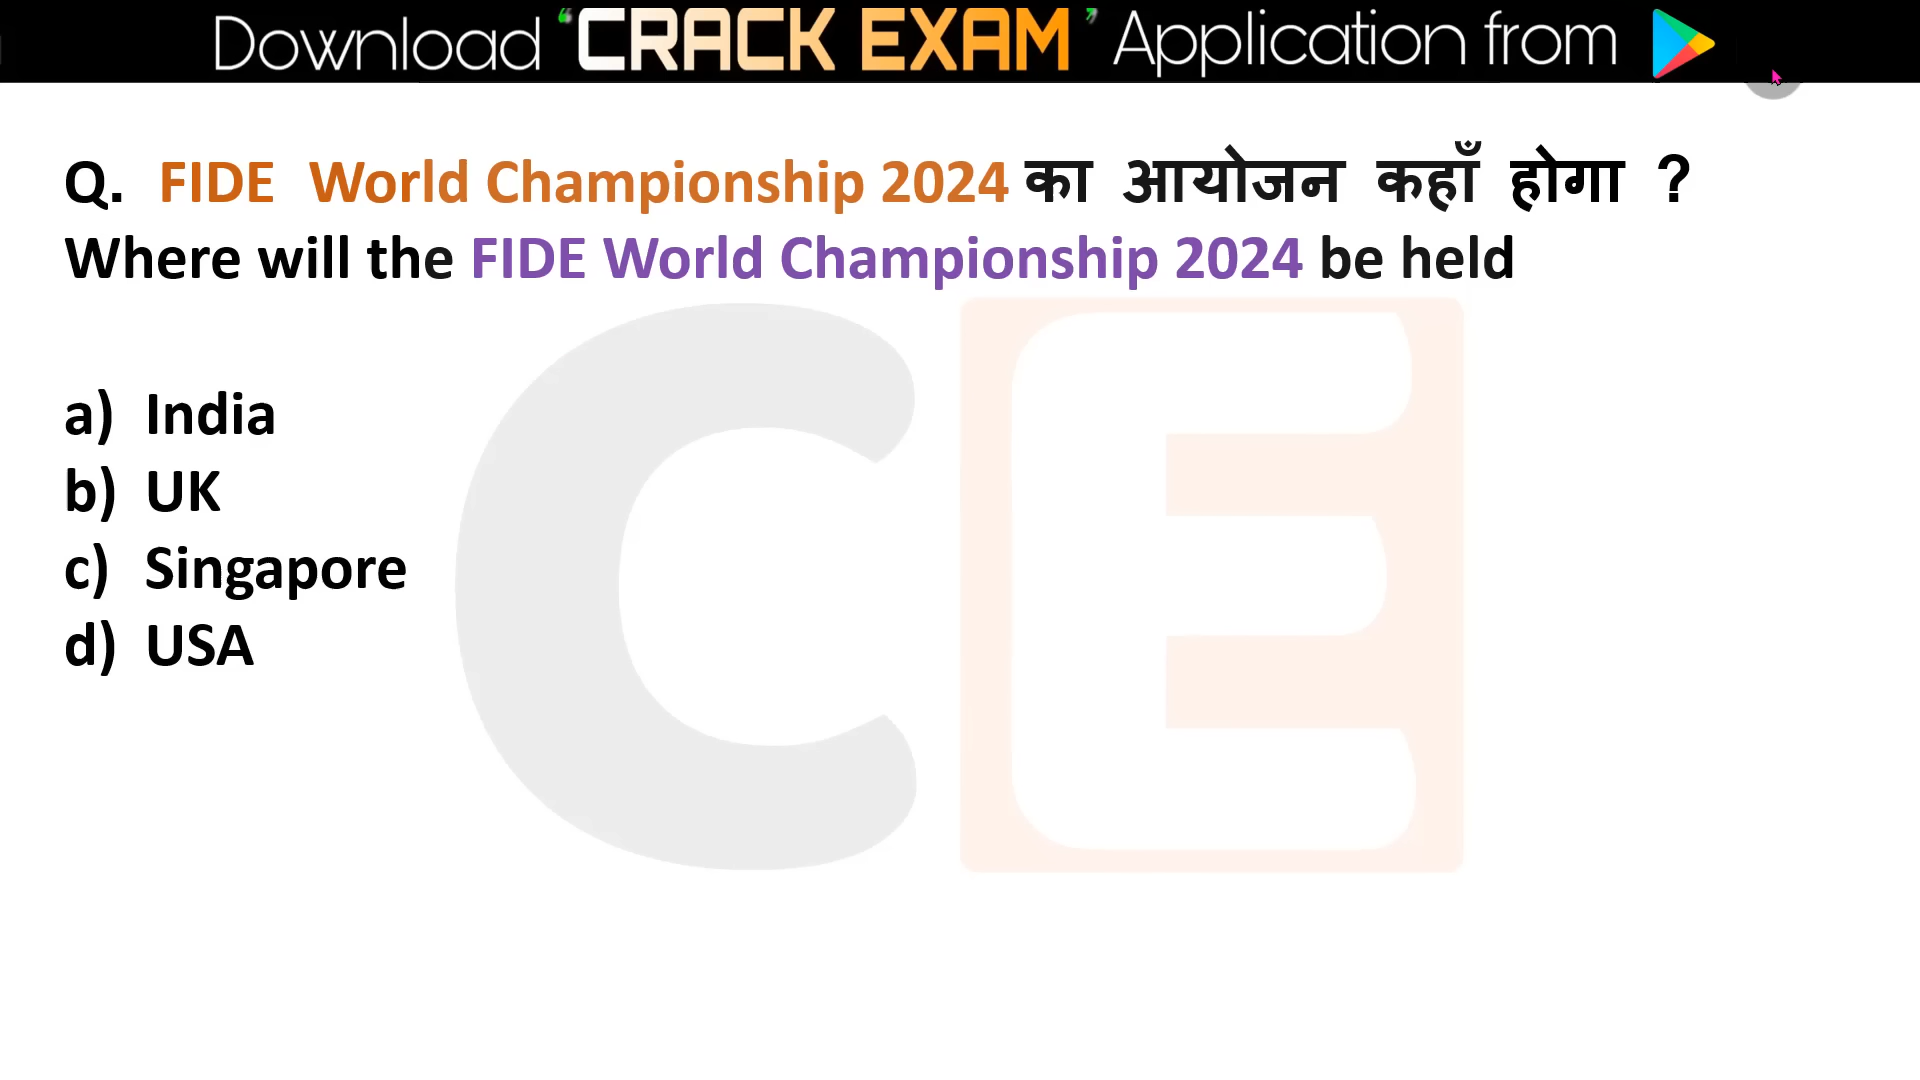 Download ‘CRACK EXAM’ Application from
Q. FIDE World Championship 2024 का आयोजन कहाँ होगा ?
Where will the FIDE World Championship 2024 be held
a) India
b) UK
c) Singapore
d) USA
CE